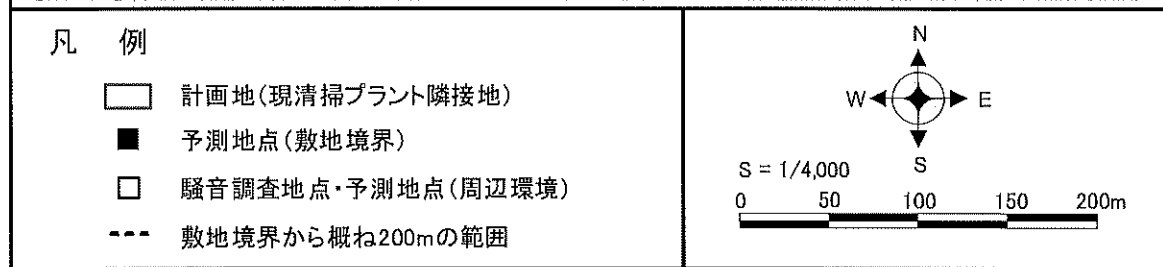 凡 例
計画地(現清掃プラント隣接地)
予測地点(敷地境界)
騒音調査地点・予測地点(周辺環境)
敷地境界から概ね200mの範囲
N
W E
S
S = 1/4,000
0 50 100 150 200m